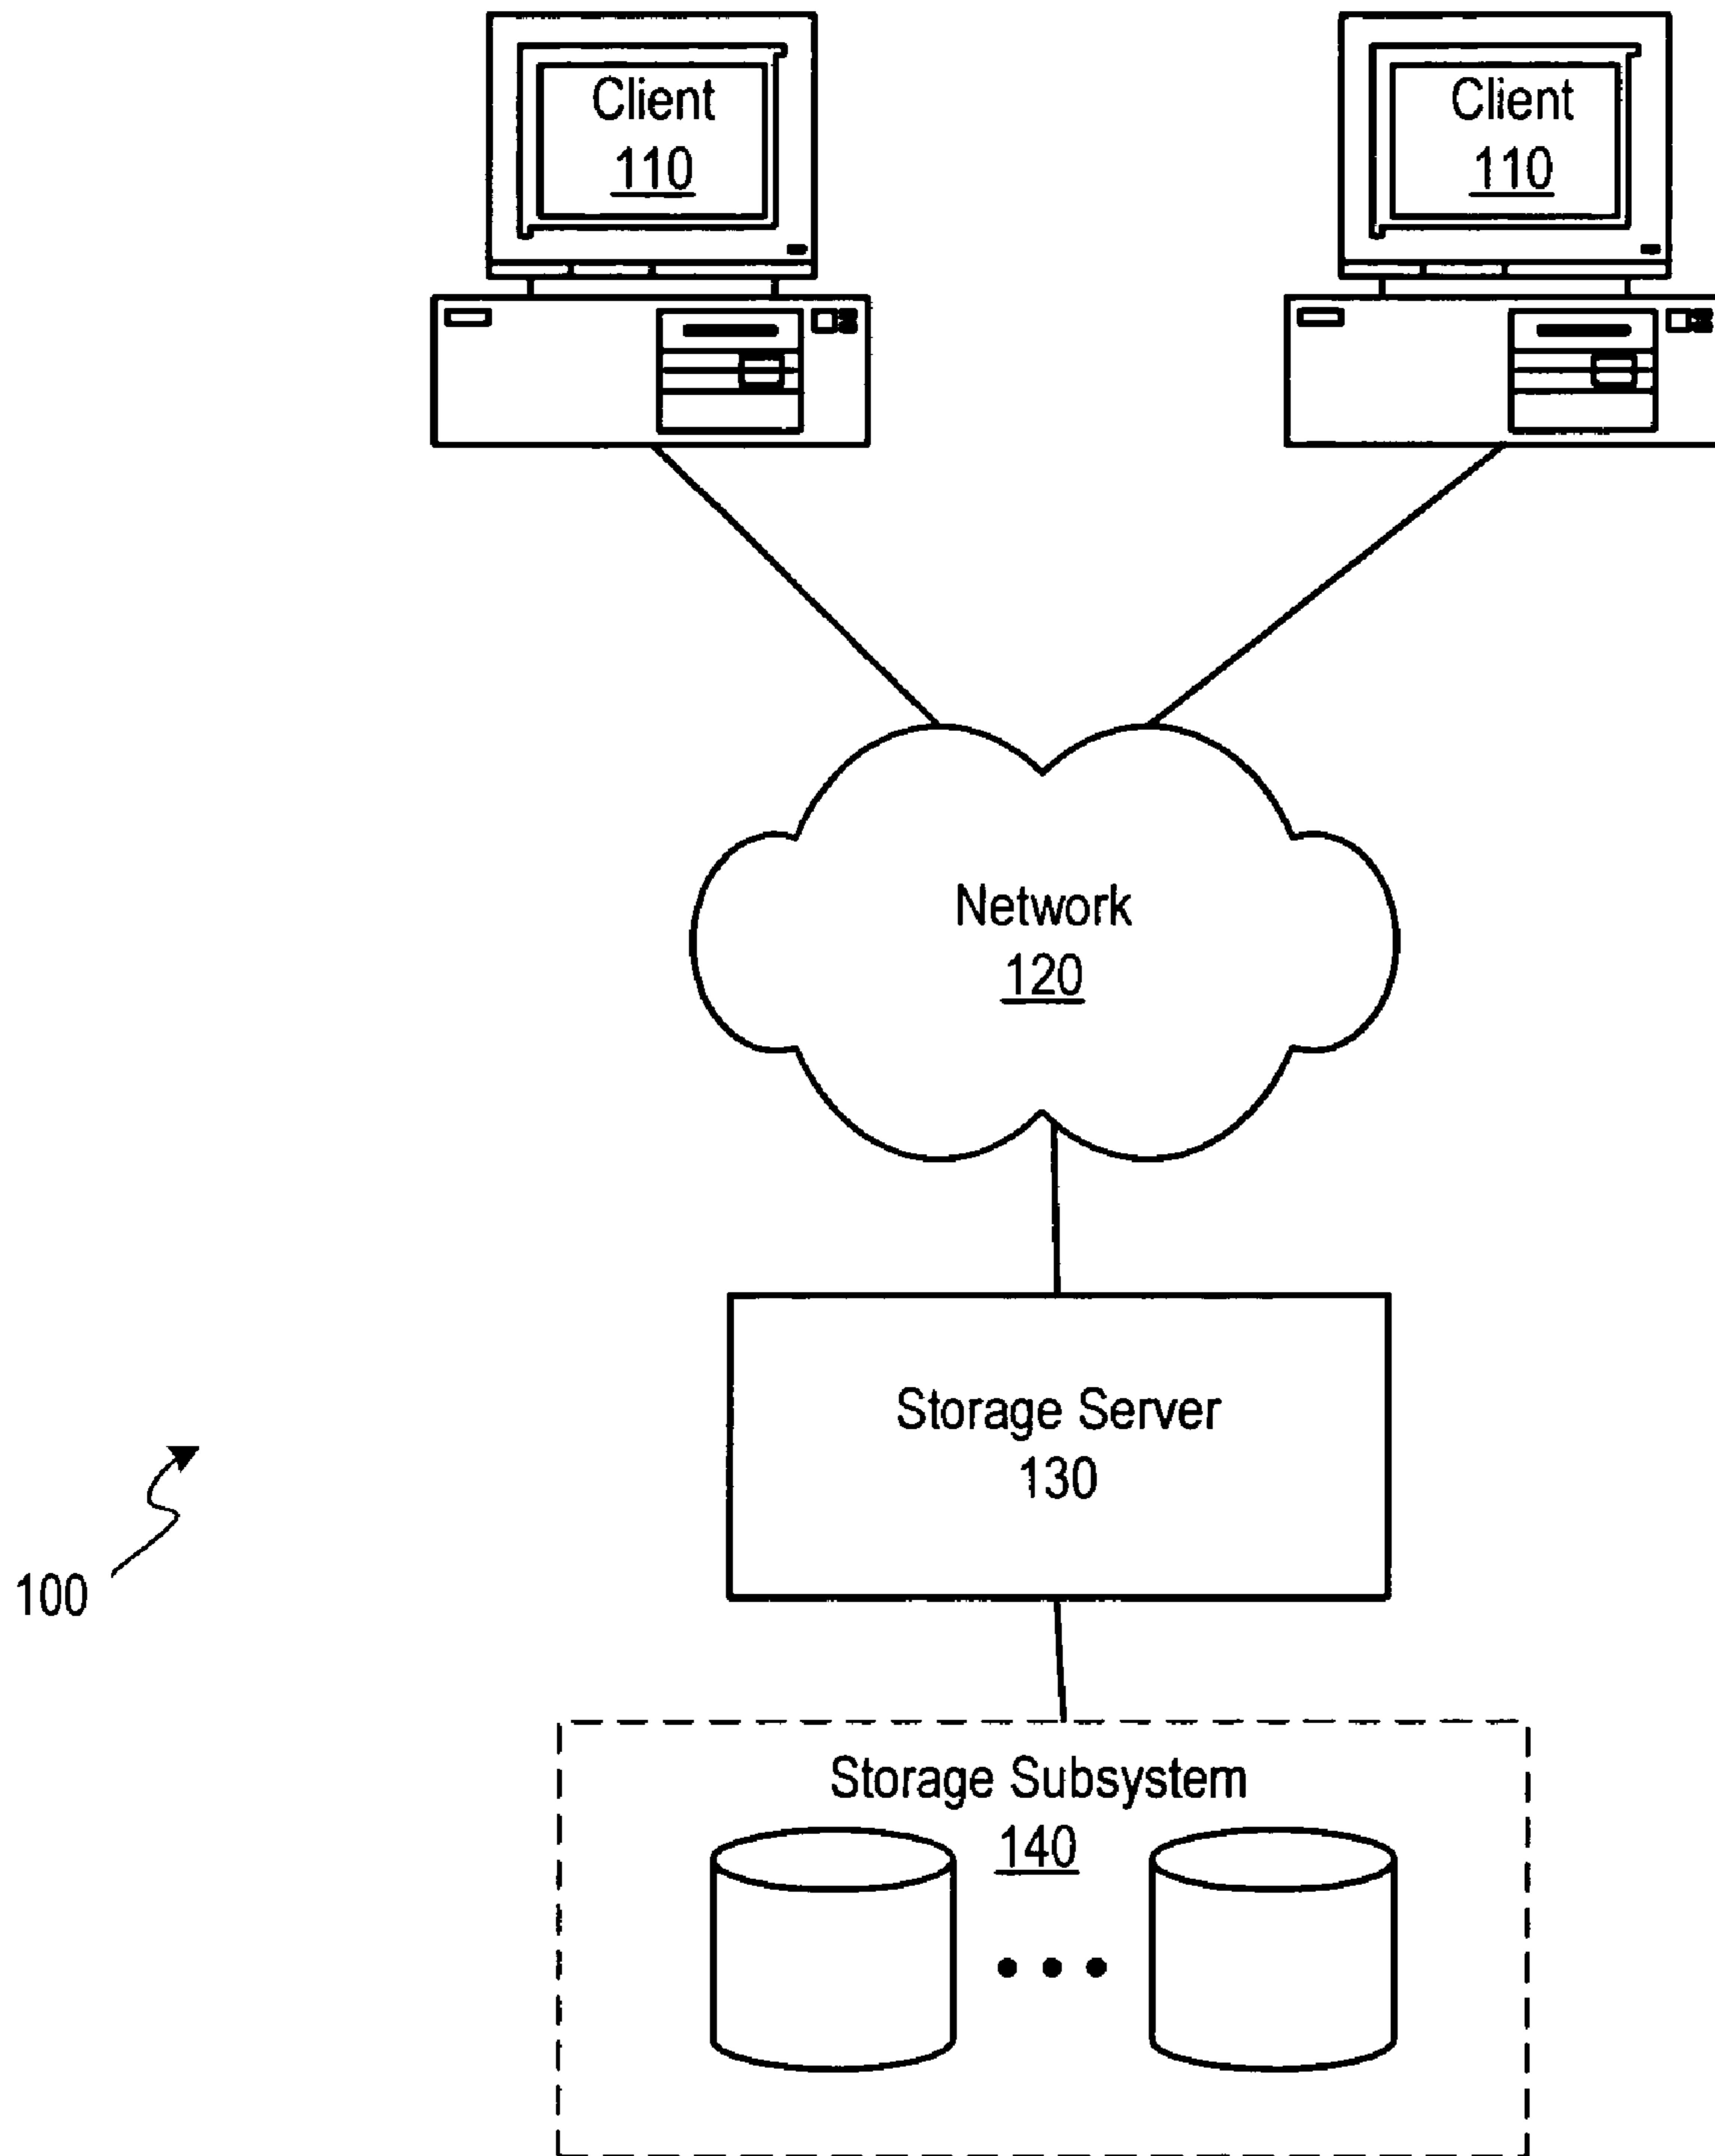 Client
110
Client
110
Network
120
Storage Server
130
100
Storage Subsystem
140